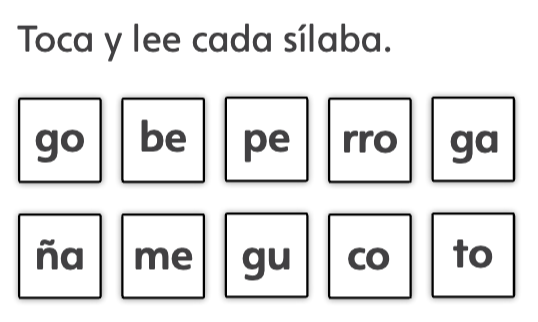 Toca y lee cada sílaba.
go be pe rro ga
ña me gu co to